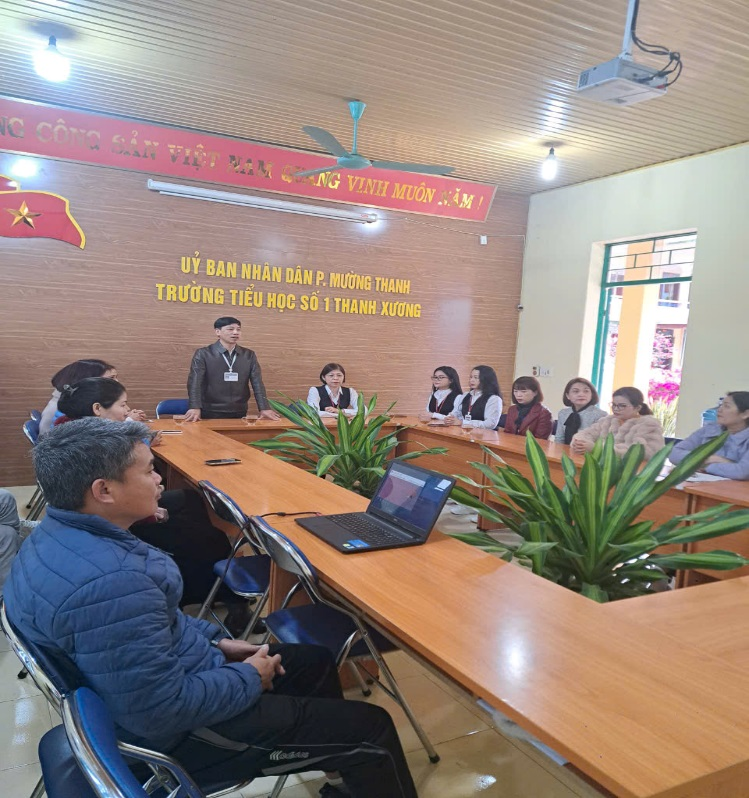 NG CỘNG SẢN VIỆT NAM QUANG VINH MUÔN NĂM !
UỶ BAN NHÂN DÂN P. MƯỜNG THANH
TRƯỜNG TIỂU HỌC SỐ 1 THANH XƯƠNG